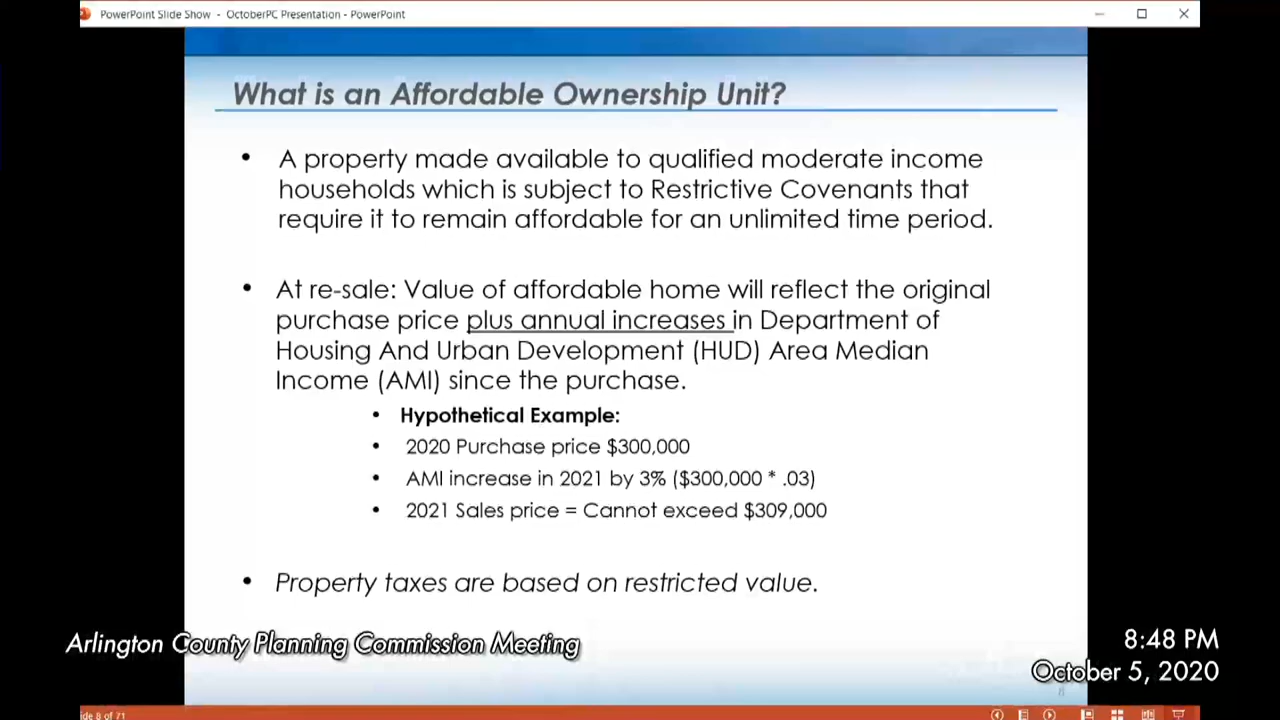 PowerPoint Slide Show - OctoberPC Presentation - PowerPoint
What is an Affordable Ownership Unit?
• A property made available to qualified moderate income
households which is subject to Restrictive Covenants that
require it to remain affordable for an unlimited time period.
• At re-sale: Value of affordable home will reflect the original
purchase price plus annual increases in Department of
Housing And Urban Development (HUD) Area Median
Income (AMI) since the purchase.
• Hypothetical Example:
• 2020 Purchase price $300,000
• AMI increase in 2021 by 3% ($300,000 * .03)
• 2021 Sales price = Cannot exceed $309,000
• Property taxes are based on restricted value.
Arlington County Planning Commission Meeting
8:48 PM
October 5, 2020
8
ide 8 of 71